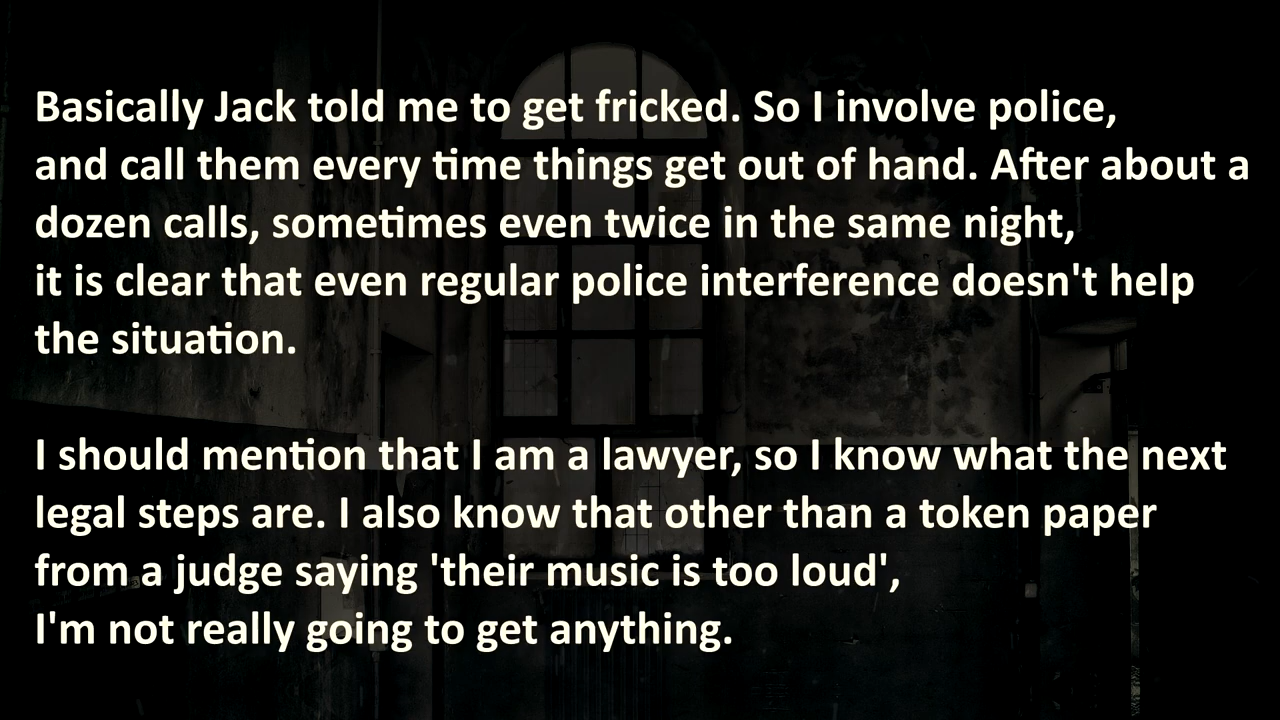 Basically Jack told me to get fricked. So I involve police,
and call them every time things get out of hand. After about a
dozen calls, sometimes even twice in the same night,
it is clear that even regular police interference doesn't help
the situation.
I should mention that I am a lawyer, so I know what the next
legal steps are. I also know that other than a token paper
from a judge saying 'their music is too loud',
I'm not really going to get anything.